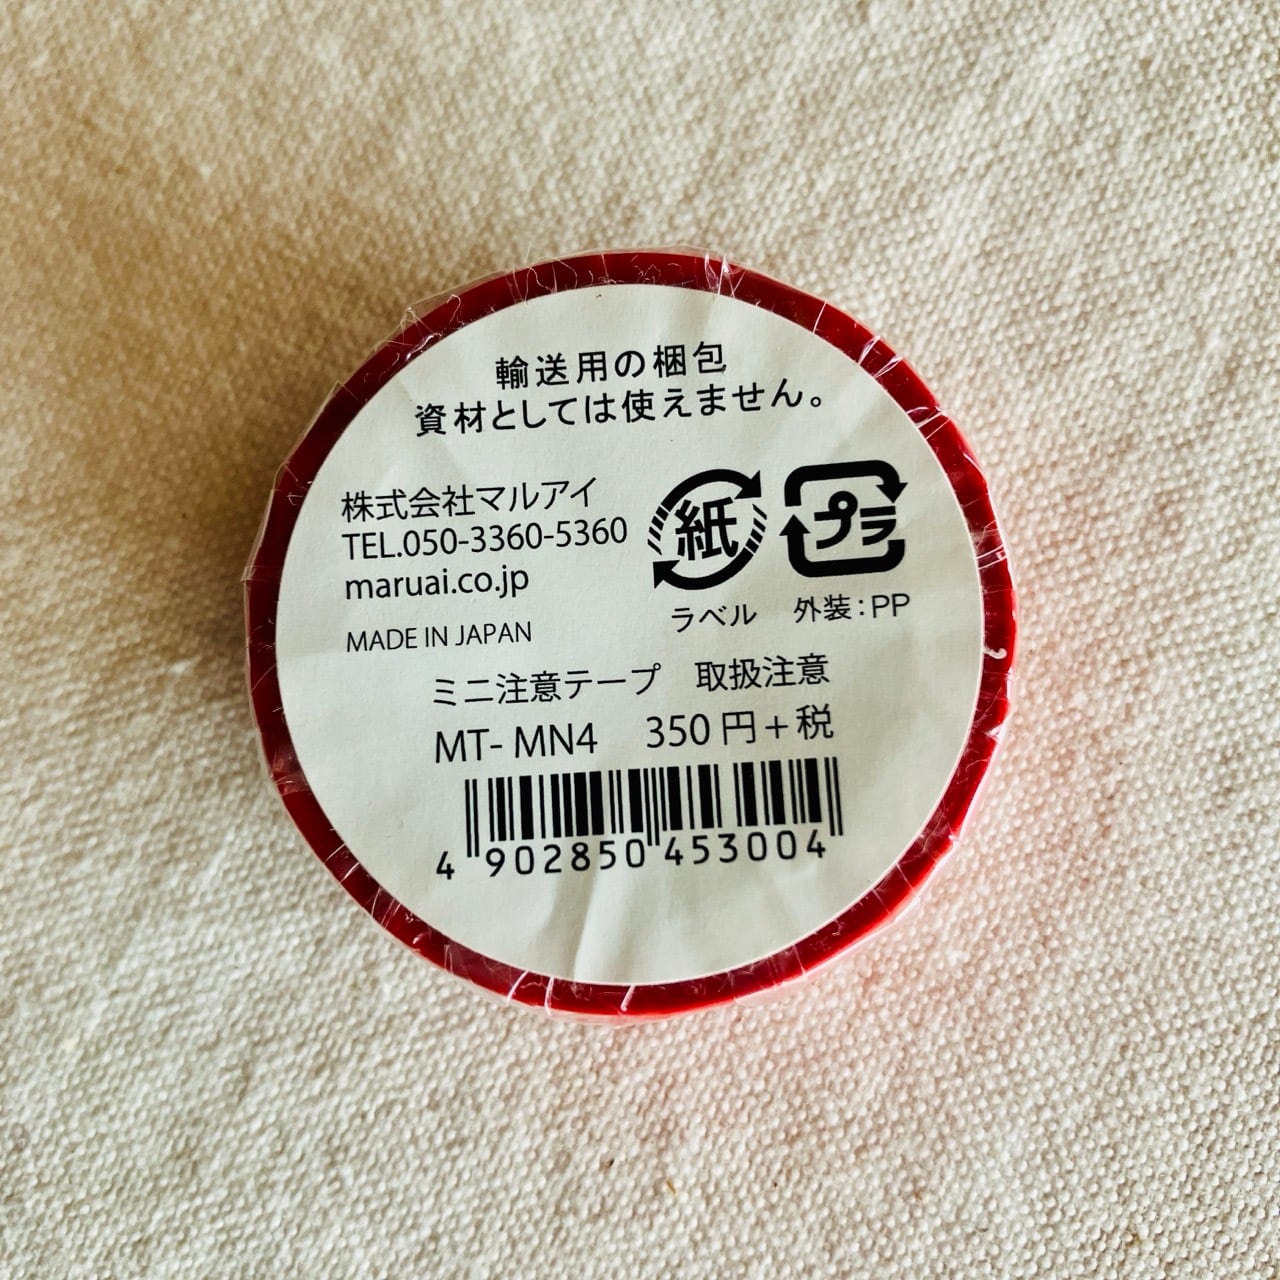 輸送用の梱包
資材としては使えません。
株式会社マルアイ
TEL.050-3360-5360
maruai.co.jp
MADE IN JAPAN
紙
ラベル
プラ
外装：PP
ミニ注意テープ　取扱注意
MT- MN4　350円＋税
4 902850 453004